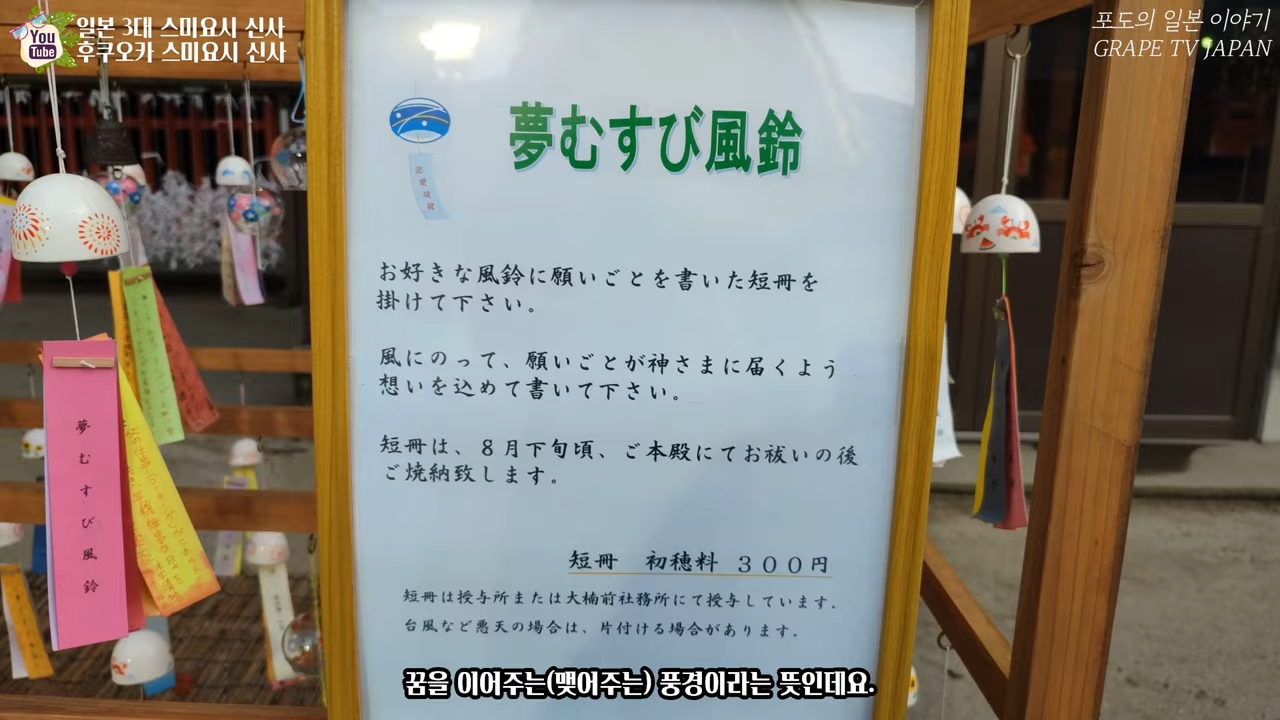 일본 3대 스미요시 신사
후쿠오카 스미요시 신사
You
Tube
포도의 일본 이야기
GRAPE TV JAPAN
夢むすび風鈴
お好きな風鈴に願いごとを書いた短冊を
掛けて下さい。
風にのって、願いごとが神さまに届くよう
想いを込めて書いて下さい。
短冊は、8月下旬頃、ご本殿にてお祓いの後
ご焼納致します。
短冊　初穂料　３００円
短冊は授与所または大楠前社務所にて授与しています。
台風など悪天の場合は、片付ける場合があります。
夢むすび風鈴
꿈을 이어주는(맺어주는) 풍경이라는 뜻인데요.